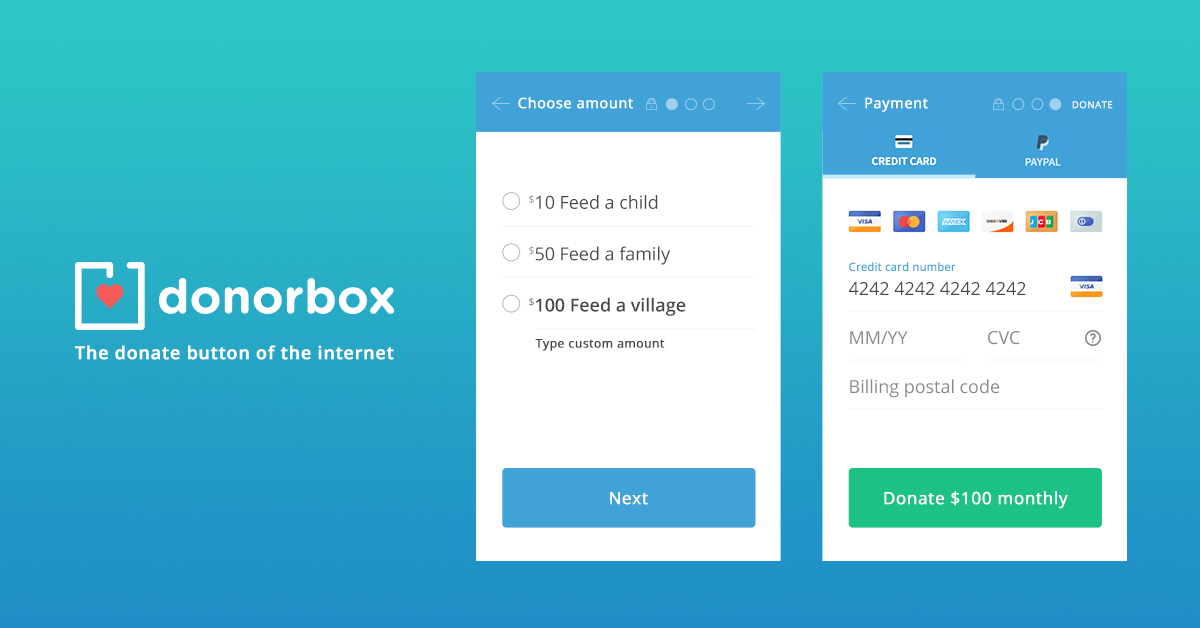 donorbox
The donate button of the internet
Choose amount
$10 Feed a child
$50 Feed a family
$100 Feed a village
Type custom amount
Next
Payment
DONATE
CREDIT CARD
PAYPAL
VISA
AMEX
DISCOVER
JCB
Credit card number
4242 4242 4242 4242
VISA
MM/YY
CVC
?
Billing postal code
Donate $100 monthly